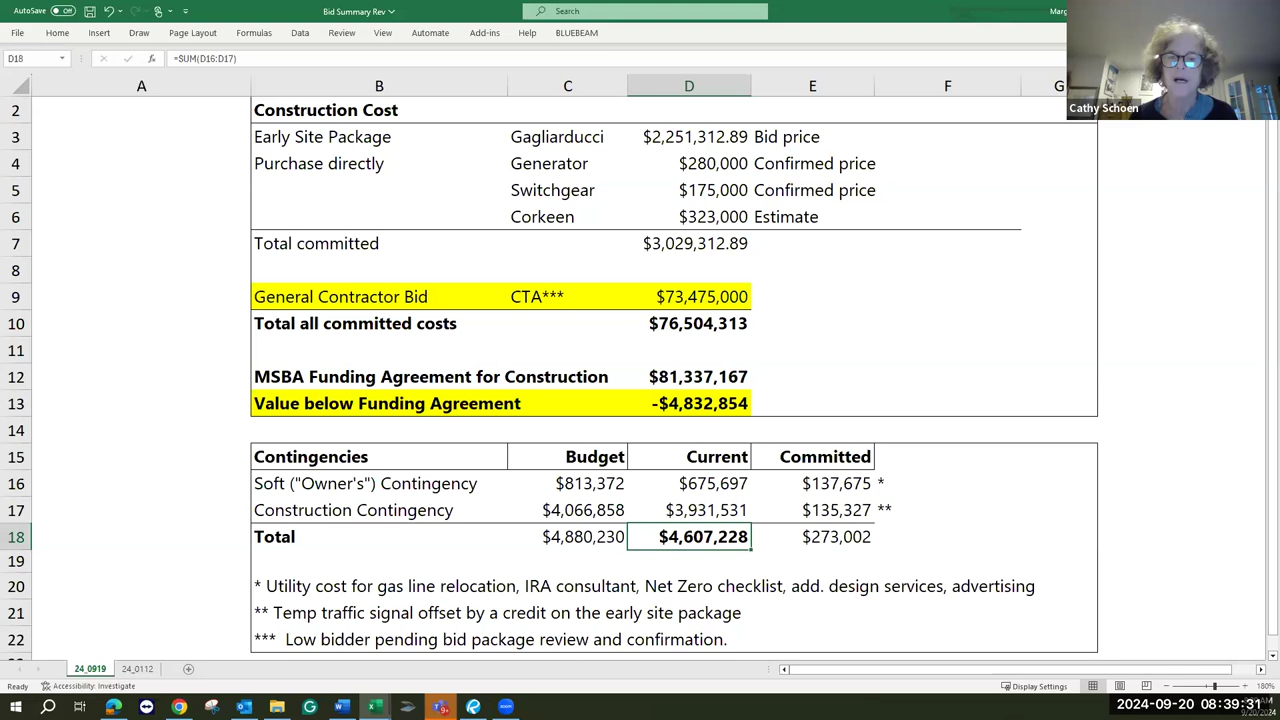 AutoSave Off Bid Summary Rev Search Marg
File Home Insert Draw Page Layout Formulas Data Review View Automate Add-ins Help BLUEBEAM
D18 fx =SUM(D16:D17)
A B C D E F G
2 Construction Cost
3 Early Site Package Gagliarducci $2,251,312.89 Bid price
4 Purchase directly Generator $280,000 Confirmed price
5 Switchgear $175,000 Confirmed price
6 Corkeen $323,000 Estimate
7 Total committed $3,029,312.89
8
9 General Contractor Bid CTA*** $73,475,000
10 Total all committed costs $76,504,313
11
12 MSBA Funding Agreement for Construction $81,337,167
13 Value below Funding Agreement -$4,832,854
14
15 Contingencies Budget Current Committed
16 Soft ("Owner's") Contingency $813,372 $675,697 $137,675 *
17 Construction Contingency $4,066,858 $3,931,531 $135,327 **
18 Total $4,880,230 $4,607,228 $273,002
19
20 * Utility cost for gas line relocation, IRA consultant, Net Zero checklist, add. design services, advertising
21 ** Temp traffic signal offset by a credit on the early site package
22 *** Low bidder pending bid package review and confirmation.
24_0919 24_0112
Ready Accessibility: Investigate Display Settings 180%
Cathy Schoen
2024-09-20 08:39:31